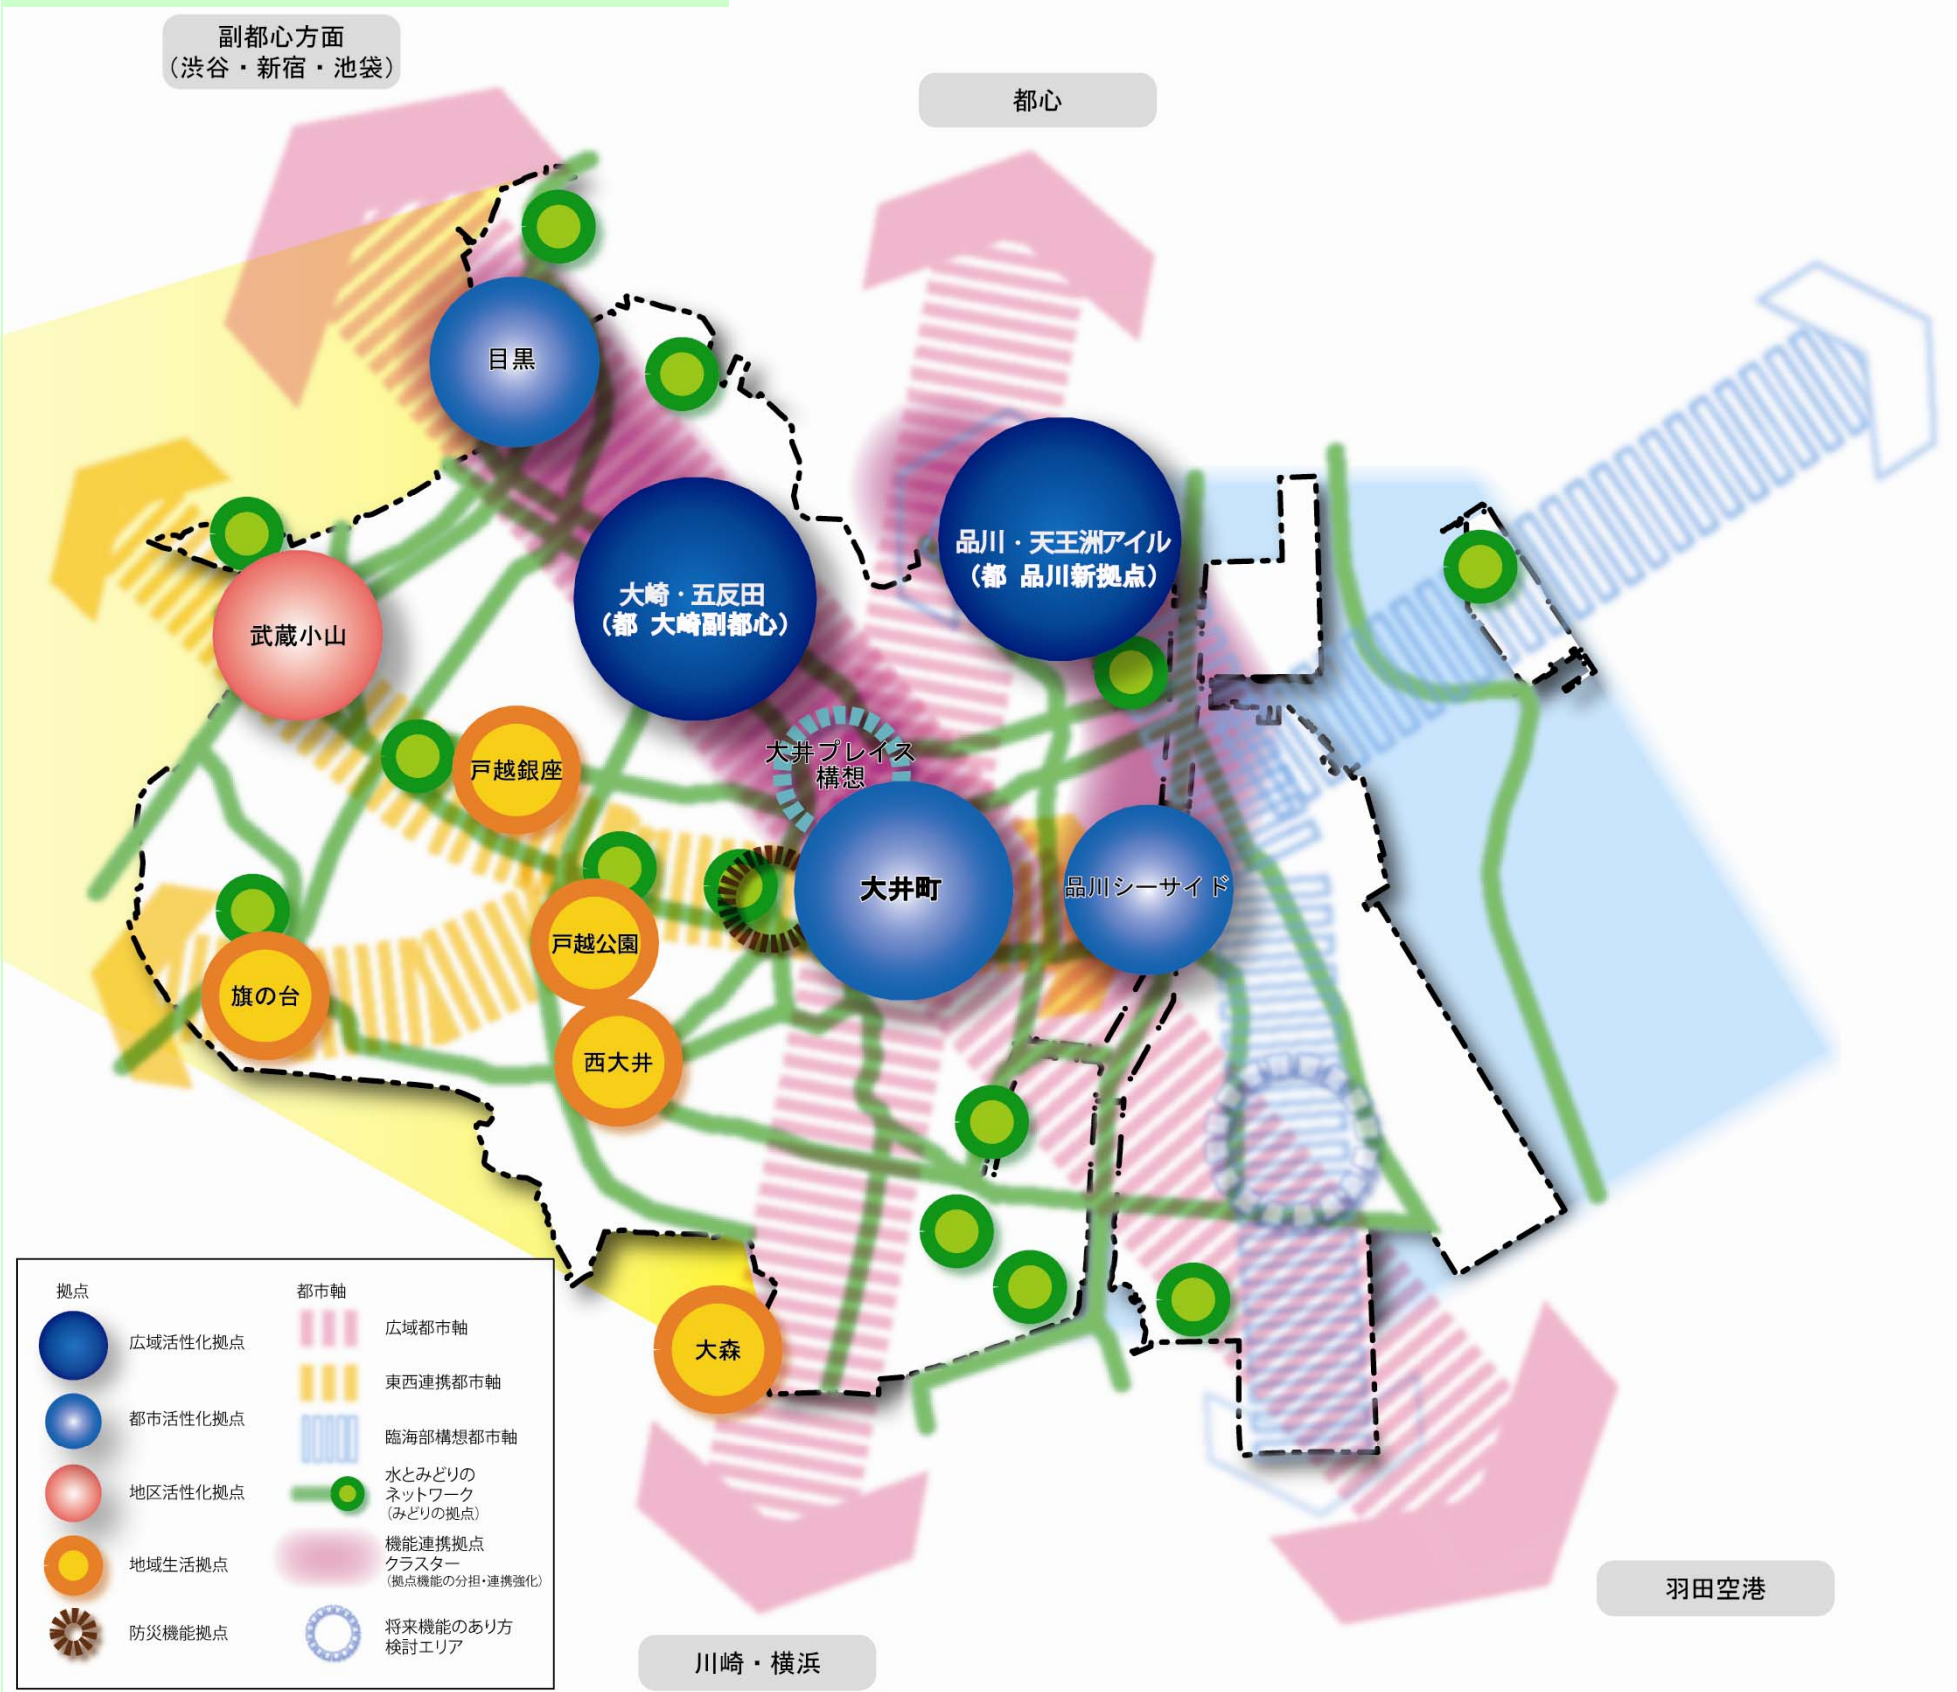 副都心方面
（渋谷・新宿・池袋）
都心
目黒
品川・天王洲アイル
（都 品川新拠点）
大崎・五反田
（都 大崎副都心）
武蔵小山
大井プレイス
構想
戸越銀座
大井町
品川シーサイド
戸越公園
旗の台
西大井
大森
拠点
広域活性化拠点
都市活性化拠点
地区活性化拠点
地域生活拠点
防災機能拠点
都市軸
広域都市軸
東西連携都市軸
臨海部構想都市軸
水とみどりの
ネットワーク
（みどりの拠点）
機能連携拠点
クラスター
（拠点機能の分担・連携強化）
将来機能のあり方
検討エリア
羽田空港
川崎・横浜